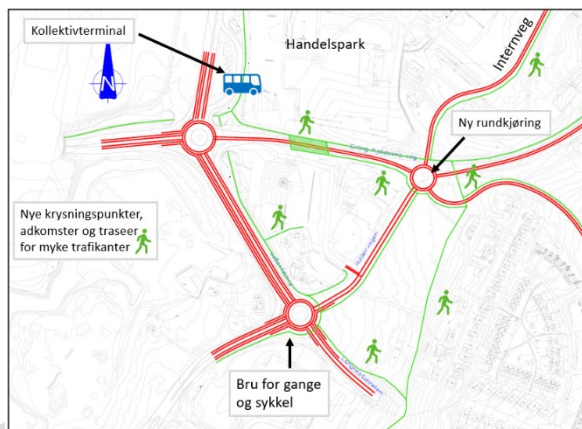 Kollektivterminal
Handelspark
Internveg
N
Ny rundkjøring
Nye krysningspunkter,
adkomster og traseer
for myke trafikanter
Bru for gange
og sykkel